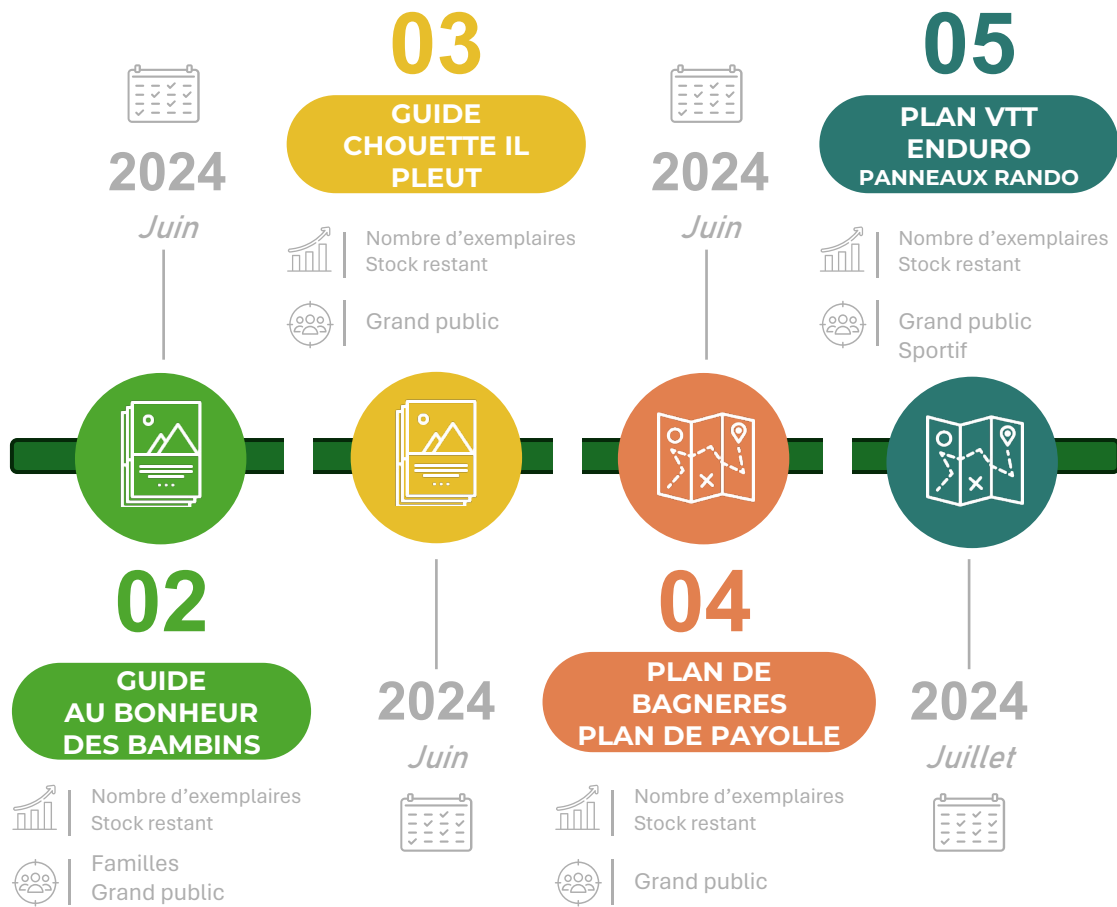 2024
Juin
02
GUIDE
AU BONHEUR
DES BAMBINS
Nombre d'exemplaires
Stock restant
Familles
Grand public
03
GUIDE
CHOUETTE IL
PLEUT
Nombre d'exemplaires
Stock restant
Grand public
2024
Juin
2024
Juin
04
PLAN DE
BAGNERES
PLAN DE PAYOLLE
Nombre d'exemplaires
Stock restant
Grand public
05
PLAN VTT
ENDURO
PANNEAUX RANDO
Nombre d'exemplaires
Stock restant
Grand public
Sportif
2024
Juillet